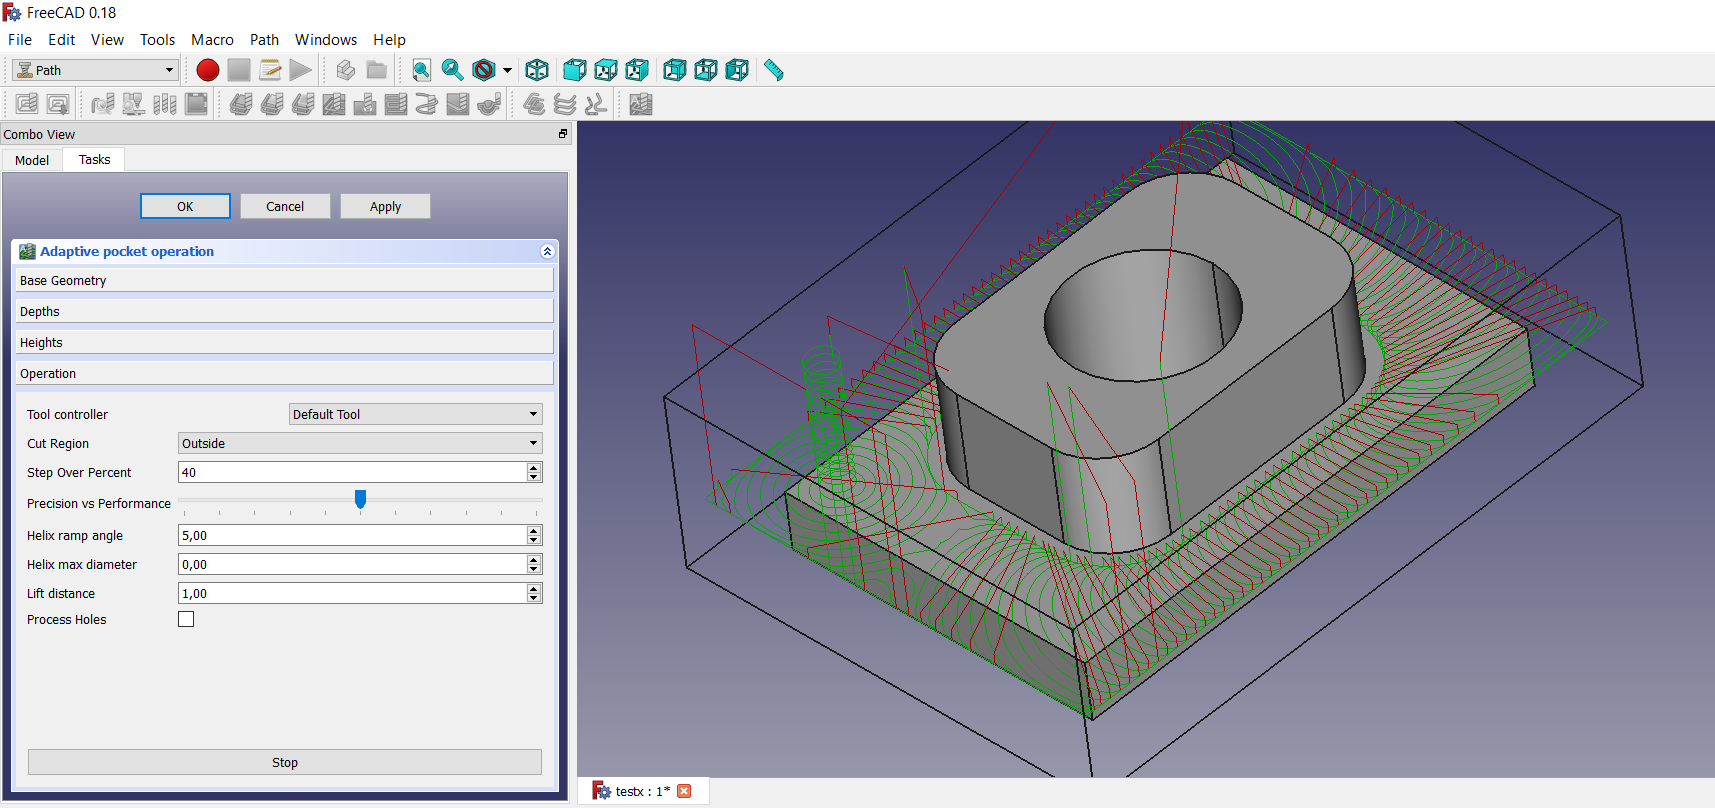 FreeCAD 0.18
File Edit View Tools Macro Path Windows Help
Path
Combo View
Model Tasks
OK Cancel Apply
Adaptive pocket operation
Base Geometry
Depths
Heights
Operation
Tool controller Default Tool
Cut Region Outside
Step Over Percent 40
Precision vs Performance
Helix ramp angle 5,00
Helix max diameter 0,00
Lift distance 1,00
Process Holes
Stop
testx : 1*